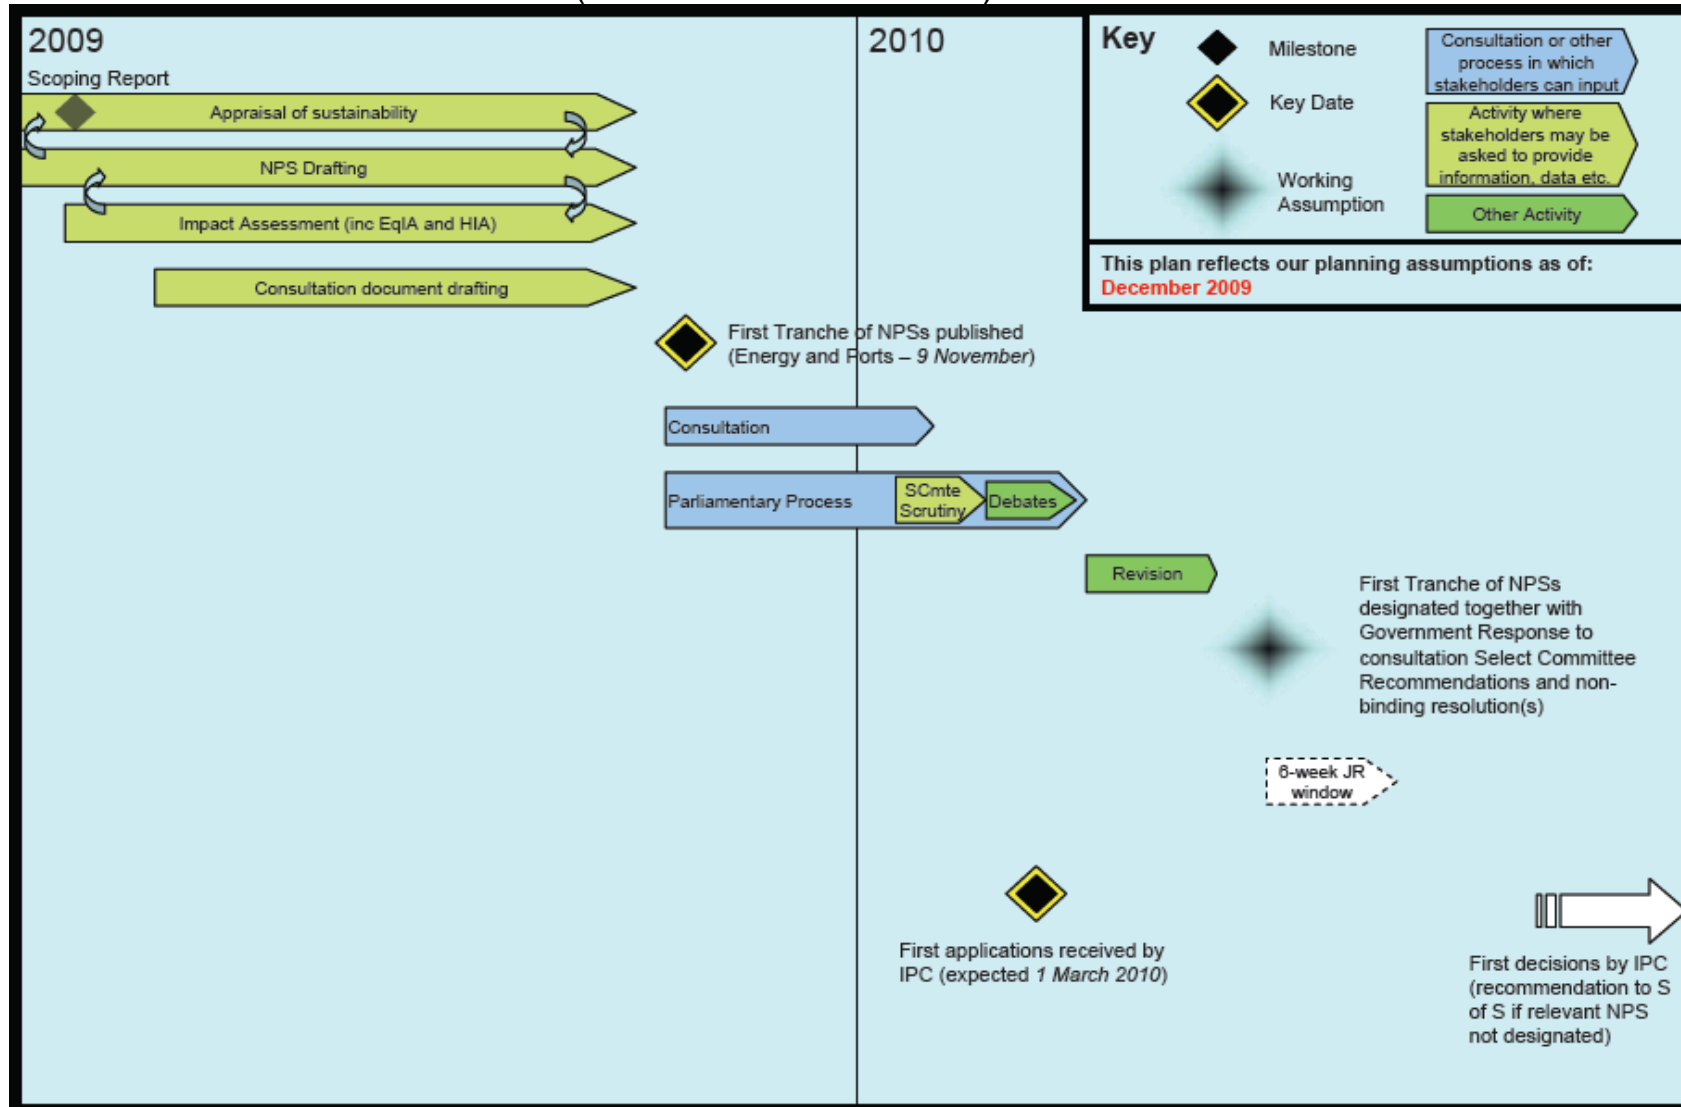 2009
2010
Scoping Report
Appraisal of sustainability
NPS Drafting
Impact Assessment (inc EqIA and HIA)
Consultation document drafting
Key
Milestone
Key Date
Working
Assumption
Consultation or other
process in which
stakeholders can input
Activity where
stakeholders may be
asked to provide
information, data etc.
Other Activity
This plan reflects our planning assumptions as of:
December 2009
First Tranche of NPSs published
(Energy and Ports – 9 November)
Consultation
Parliamentary Process
SCmte
Scrutiny
Debates
Revision
First Tranche of NPSs
designated together with
Government Response to
consultation Select Committee
Recommendations and non-
binding resolution(s)
6-week JR
window
First applications received by
IPC (expected 1 March 2010)
First decisions by IPC
(recommendation to S
of S if relevant NPS
not designated)